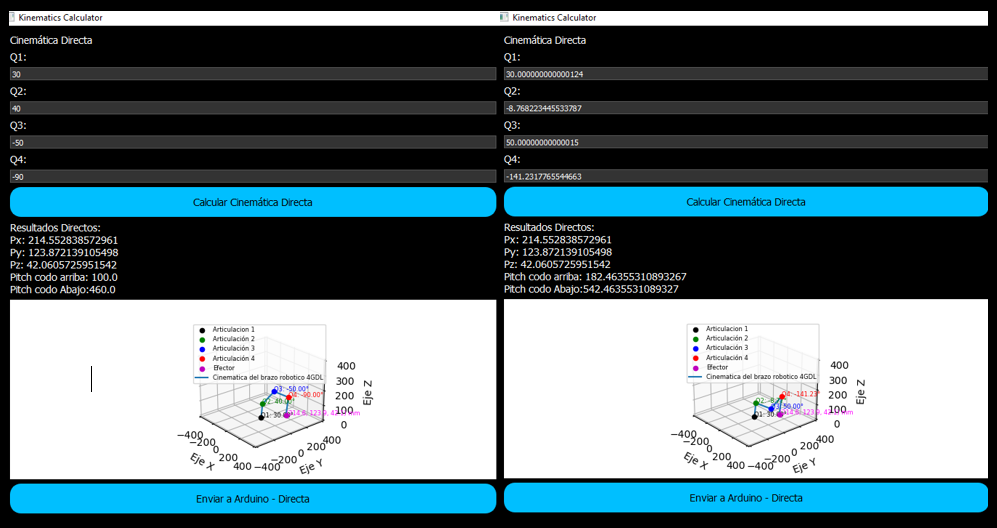 Kinematics Calculator
Cinemática Directa
Q1:
30
Q2:
40
Q3:
-50
Q4:
-90
Calcular Cinemática Directa
Resultados Directos:
Px: 214.552838572961
Py: 123.872139105498
Pz: 42.0605725951542
Pitch codo arriba: 100.0
Pitch codo Abajo:460.0
Articulacion 1
Articulación 2
Articulación 3
Articulación 4
Efector
Cinematica del brazo robotico 4GDL
Q3: -50.00°
Q4: -90.00°
Q1: 30
400
300
200
100
0
Eje Z
−400
−200
0
200
400
Eje X
−400
−200
0
200
400
Eje Y
Enviar a Arduino - Directa
Kinematics Calculator
Cinemática Directa
Q1:
30.000000000000124
Q2:
-8.768223445533787
Q3:
50.00000000000015
Q4:
-141.2317765544663
Calcular Cinemática Directa
Resultados Directos:
Px: 214.552838572961
Py: 123.872139105498
Pz: 42.0605725951542
Pitch codo arriba: 182.46355310893267
Pitch codo Abajo:542.4635531089327
Articulacion 1
Articulación 2
Articulación 3
Articulación 4
Efector
Cinematica del brazo robotico 4GDL
Q4: -141.23°
Q3: 50.00°
Q1: 30
400
300
200
100
0
Eje Z
−400
−200
0
200
400
Eje X
−400
−200
0
200
400
Eje Y
Enviar a Arduino - Directa